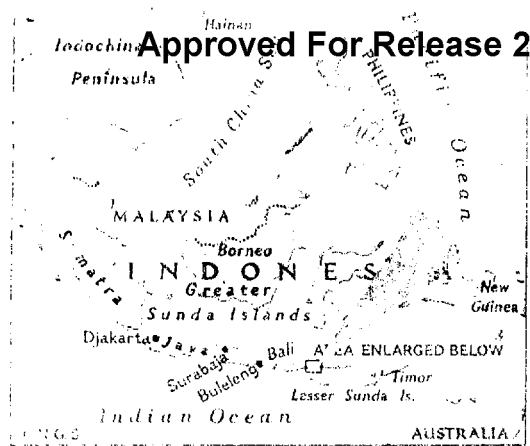 Hainan
Indochina
Approved For Release 2
Peninsula
PHILIPPINES
South China
Pacific
Ocean
MALAYSIA
Sumatra
Borneo
INDONESIA
Greater
Sunda Islands
New
Guinea
Djakarta
Java
Surabaja
Buleleng
Bali
AREA ENLARGED BELOW
Timor
Lesser Sunda Is.
Indian Ocean
N G S
AUSTRALIA